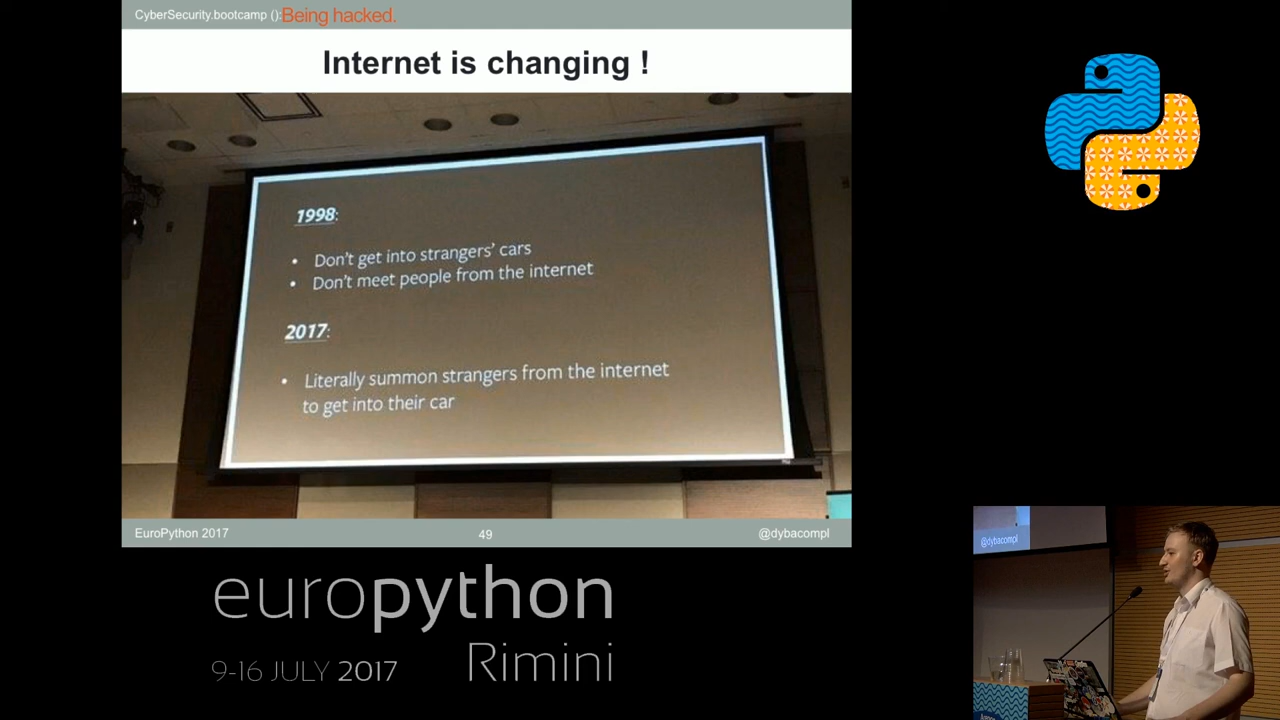 CyberSecurity.bootcamp ():Being hacked.
Internet is changing !
1998:
• Don't get into strangers' cars
• Don't meet people from the internet
2017:
• Literally summon strangers from the internet
to get into their car
EuroPython 2017
49
@dybacompl
europython
Rimini
9-16 JULY 2017
@dybacompl